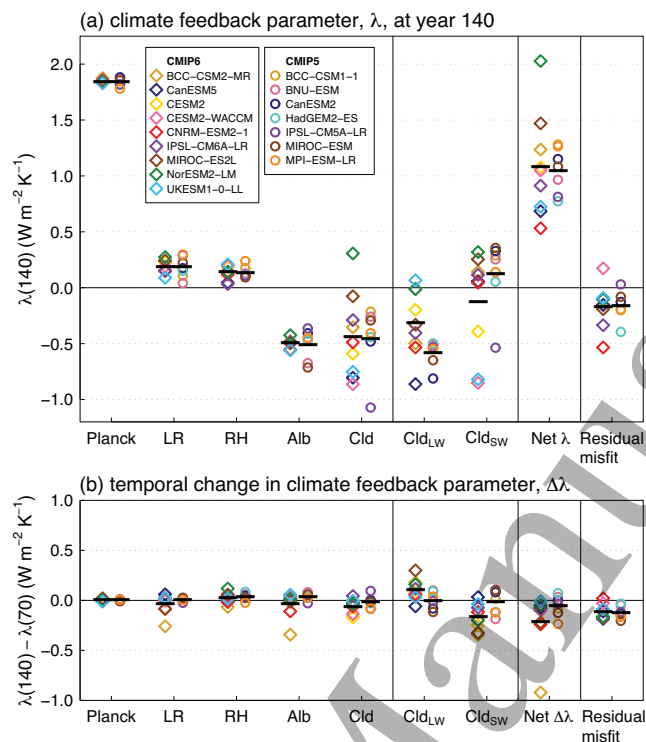 (a) climate feedback parameter, λ, at year 140
λ(140) (W m⁻² K⁻¹)
2.0
1.5
1.0
0.5
0.0
−0.5
−1.0
CMIP6
BCC−CSM2−MR
CanESM5
CESM2
CESM2−WACCM
CNRM−ESM2−1
IPSL−CM6A−LR
MIROC−ES2L
NorESM2−LM
UKESM1−0−LL
CMIP5
BCC−CSM1−1
BNU−ESM
CanESM2
HadGEM2−ES
IPSL−CM5A−LR
MIROC−ESM
MPI−ESM−LR
Planck LR RH Alb Cld Cld_LW Cld_SW Net λ Residual
misfit
(b) temporal change in climate feedback parameter, Δλ
λ(140) − λ(70) (W m⁻² K⁻¹)
1.0
0.5
0.0
−0.5
−1.0
Planck LR RH Alb Cld Cld_LW Cld_SW Net Δλ Residual
misfit